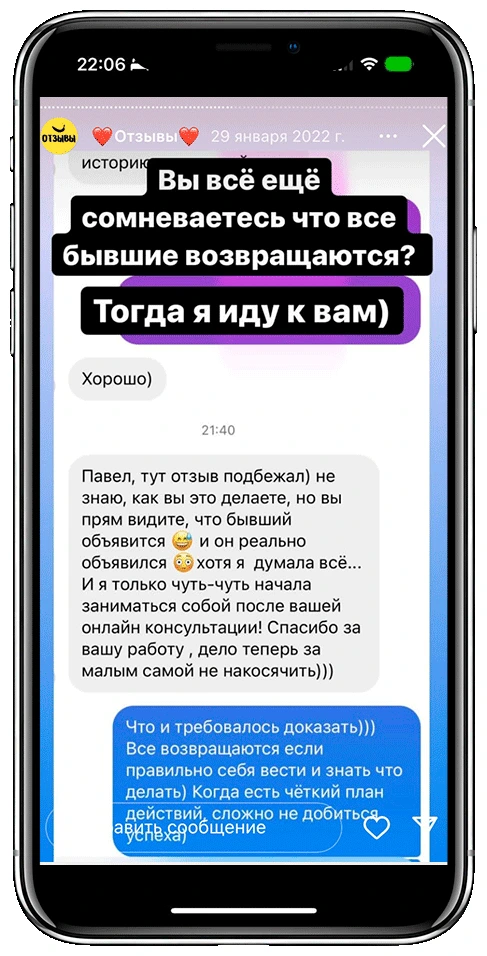 22:06
ОТЗЫВЫ
❤️Отзывы❤️ 29 января 2022 г.
историю
Вы всё ещё
сомневаетесь что все
бывшие возвращаются?
Тогда я иду к вам)
Хорошо)
21:40
Павел, тут отзыв подбежал) не
знаю, как вы это делаете, но вы
прям видите, что бывший
объявится 😅 и он реально
объявился 😳хотя я думала всё...
И я только чуть-чуть начала
заниматься собой после вашей
онлайн консультации! Спасибо за
вашу работу , дело теперь за
малым самой не накосячить)))
Что и требовалось доказать)))
Все возвращаются если
правильно себя вести и знать что
делать) Когда есть чёткий план
действий, сложно не добиться
авить сообщение
успеха)